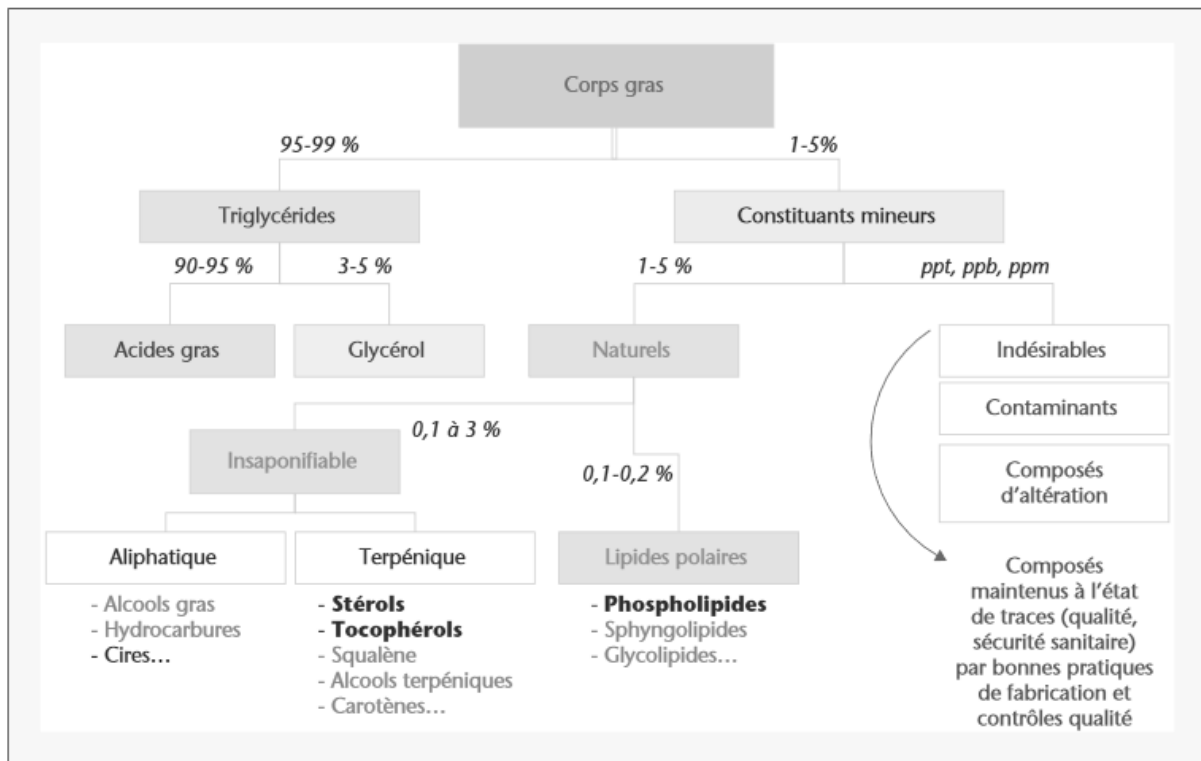 Corps gras
95-99 %
1-5%
Triglycérides
Constituants mineurs
90-95 %
3-5 %
1-5 %
ppt, ppb, ppm
Acides gras
Glycérol
Naturels
Indésirables
Contaminants
Composés
d'altération
0,1 à 3 %
Insaponifiable
0,1-0,2 %
Aliphatique
Terpénique
Lipides polaires
- Alcools gras
- Hydrocarbures
- Cires...
- Stérols
- Tocophérols
- Squalène
- Alcools terpéniques
- Carotènes...
- Phospholipides
- Sphyngolipides
- Glycolipides...
Composés
maintenus à l'état
de traces (qualité,
sécurité sanitaire)
par bonnes pratiques
de fabrication et
contrôles qualité